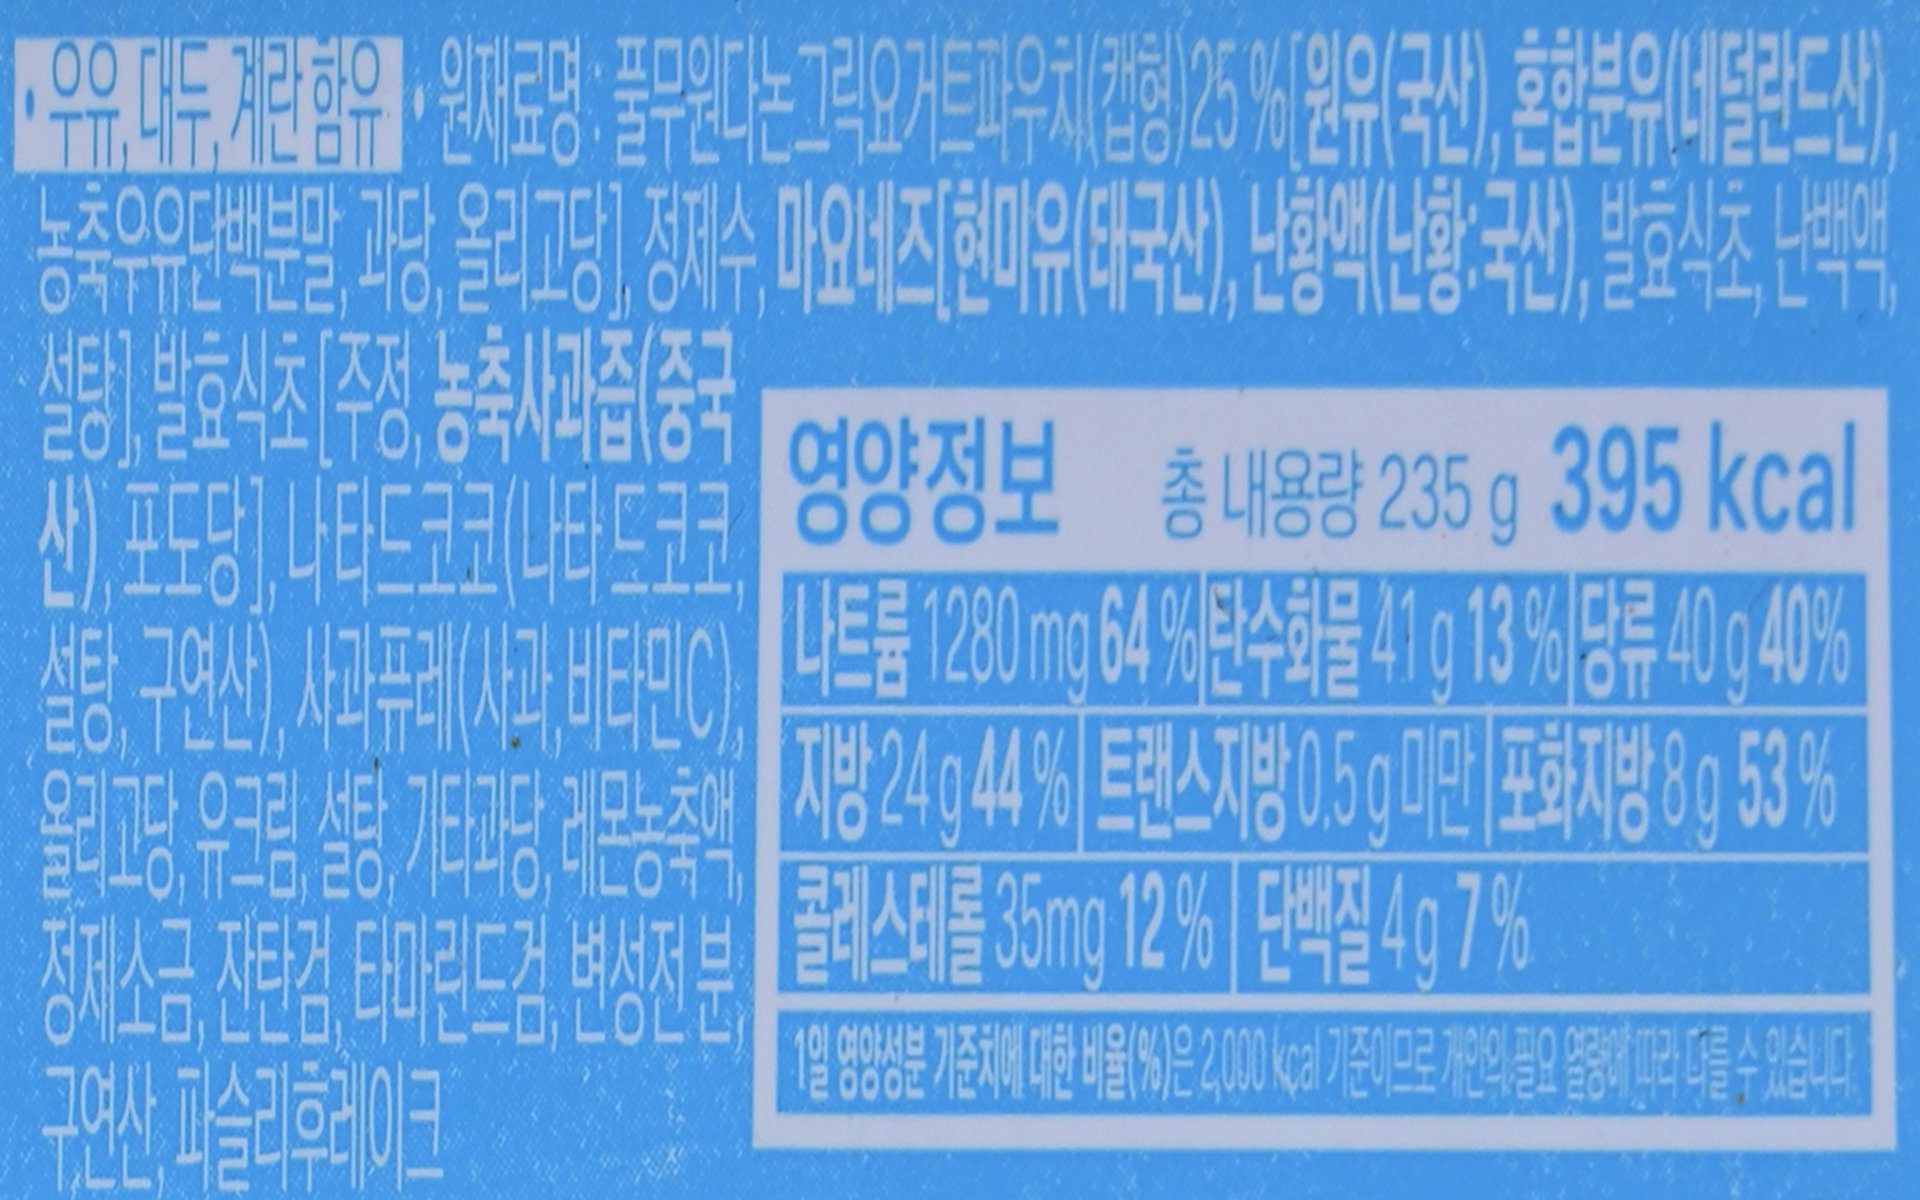 · 우유, 대두, 계란 함유 · 원재료명 : 풀무원다논그릭요거트파우치(캡형)25 %[원유(국산), 혼합분유(네덜란드산),
농축우유단백분말, 과당, 올리고당], 정제수, 마요네즈[현미유(태국산), 난황액(난황:국산), 발효식초, 난백액,
설탕], 발효식초[주정, 농축사과즙(중국
산), 포도당], 나타드코코(나타드코코,
설탕, 구연산), 사과퓨레(사과,비타민C),
올리고당, 유크림, 설탕, 기타과당, 레몬농축액,
정제소금, 잔탄검, 타마린드검, 변성전분,
구연산, 파슬리후레이크
영양정보 총 내용량 235 g 395 kcal
나트륨 1280 mg 64 % 탄수화물 41 g 13 % 당류 40 g 40%
지방 24 g 44 % 트랜스지방 0.5 g 미만 포화지방 8 g 53 %
콜레스테롤 35mg 12 % 단백질 4 g 7 %
1일 영양성분 기준치에 대한 비율(%)은 2,000 kcal 기준이므로 개인의 필요 열량에 따라 다를 수 있습니다.